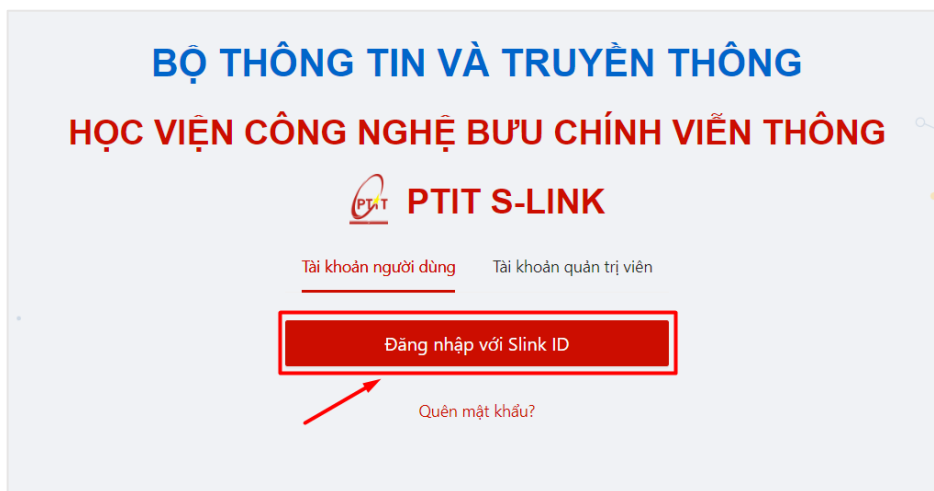 BỘ THÔNG TIN VÀ TRUYỀN THÔNG
HỌC VIỆN CÔNG NGHỆ BƯU CHÍNH VIỄN THÔNG
PTIT PTIT S-LINK
Tài khoản người dùng Tài khoản quản trị viên
Đăng nhập với Slink ID
Quên mật khẩu?